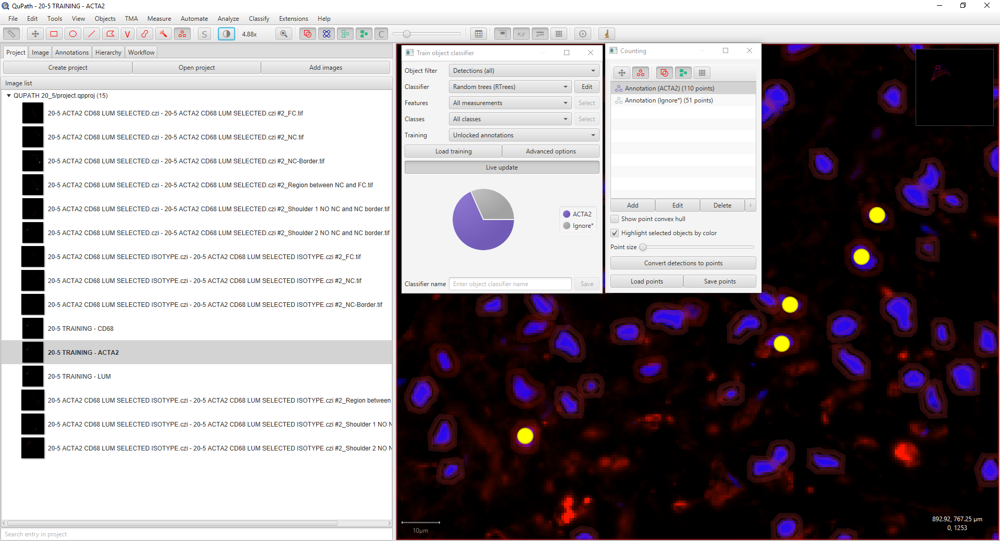 QuPath - 20-5 TRAINING - ACTA2
File Edit Tools View Objects TMA Measure Automate Analyze Classify Extensions Help
V S 4.88x C x,y µm
Project Image Annotations Hierarchy Workflow
Create project Open project Add images
Image list
QUPATH 20_5/project.qpproj (15)
20-5 ACTA2 CD68 LUM SELECTED.czi - 20-5 ACTA2 CD68 LUM SELECTED.czi #2_FC.tif
20-5 ACTA2 CD68 LUM SELECTED.czi - 20-5 ACTA2 CD68 LUM SELECTED.czi #2_NC.tif
20-5 ACTA2 CD68 LUM SELECTED.czi - 20-5 ACTA2 CD68 LUM SELECTED.czi #2_NC-Border.tif
20-5 ACTA2 CD68 LUM SELECTED.czi - 20-5 ACTA2 CD68 LUM SELECTED.czi #2_Region between NC and FC.tif
20-5 ACTA2 CD68 LUM SELECTED.czi - 20-5 ACTA2 CD68 LUM SELECTED.czi #2_Shoulder 1 NO NC and NC border.tif
20-5 ACTA2 CD68 LUM SELECTED.czi - 20-5 ACTA2 CD68 LUM SELECTED.czi #2_Shoulder 2 NO NC and NC border.tif
20-5 ACTA2 CD68 LUM SELECTED ISOTYPE.czi - 20-5 ACTA2 CD68 LUM SELECTED ISOTYPE.czi #2_FC.tif
20-5 ACTA2 CD68 LUM SELECTED ISOTYPE.czi - 20-5 ACTA2 CD68 LUM SELECTED ISOTYPE.czi #2_NC.tif
20-5 ACTA2 CD68 LUM SELECTED ISOTYPE.czi - 20-5 ACTA2 CD68 LUM SELECTED ISOTYPE.czi #2_NC-Border.tif
20-5 TRAINING - CD68
20-5 TRAINING - ACTA2
20-5 TRAINING - LUM
20-5 ACTA2 CD68 LUM SELECTED ISOTYPE.czi - 20-5 ACTA2 CD68 LUM SELECTED ISOTYPE.czi #2_Region between
20-5 ACTA2 CD68 LUM SELECTED ISOTYPE.czi - 20-5 ACTA2 CD68 LUM SELECTED ISOTYPE.czi #2_Shoulder 1 NO N
20-5 ACTA2 CD68 LUM SELECTED ISOTYPE.czi - 20-5 ACTA2 CD68 LUM SELECTED ISOTYPE.czi #2_Shoulder 2 NO N
Search entry in project
Train object classifier
Object filter Detections (all)
Classifier Random trees (RTrees) Edit
Features All measurements Select
Classes All classes Select
Training Unlocked annotations
Load training Advanced options
Live update
ACTA2
Ignore*
Classifier name Enter object classifier name Save
Counting
Annotation (ACTA2) (110 points)
Annotation (Ignore*) (51 points)
Add Edit Delete
Show point convex hull
Highlight selected objects by color
Point size
Convert detections to points
Load points Save points
10µm
892.92, 767.25 µm
0, 1253